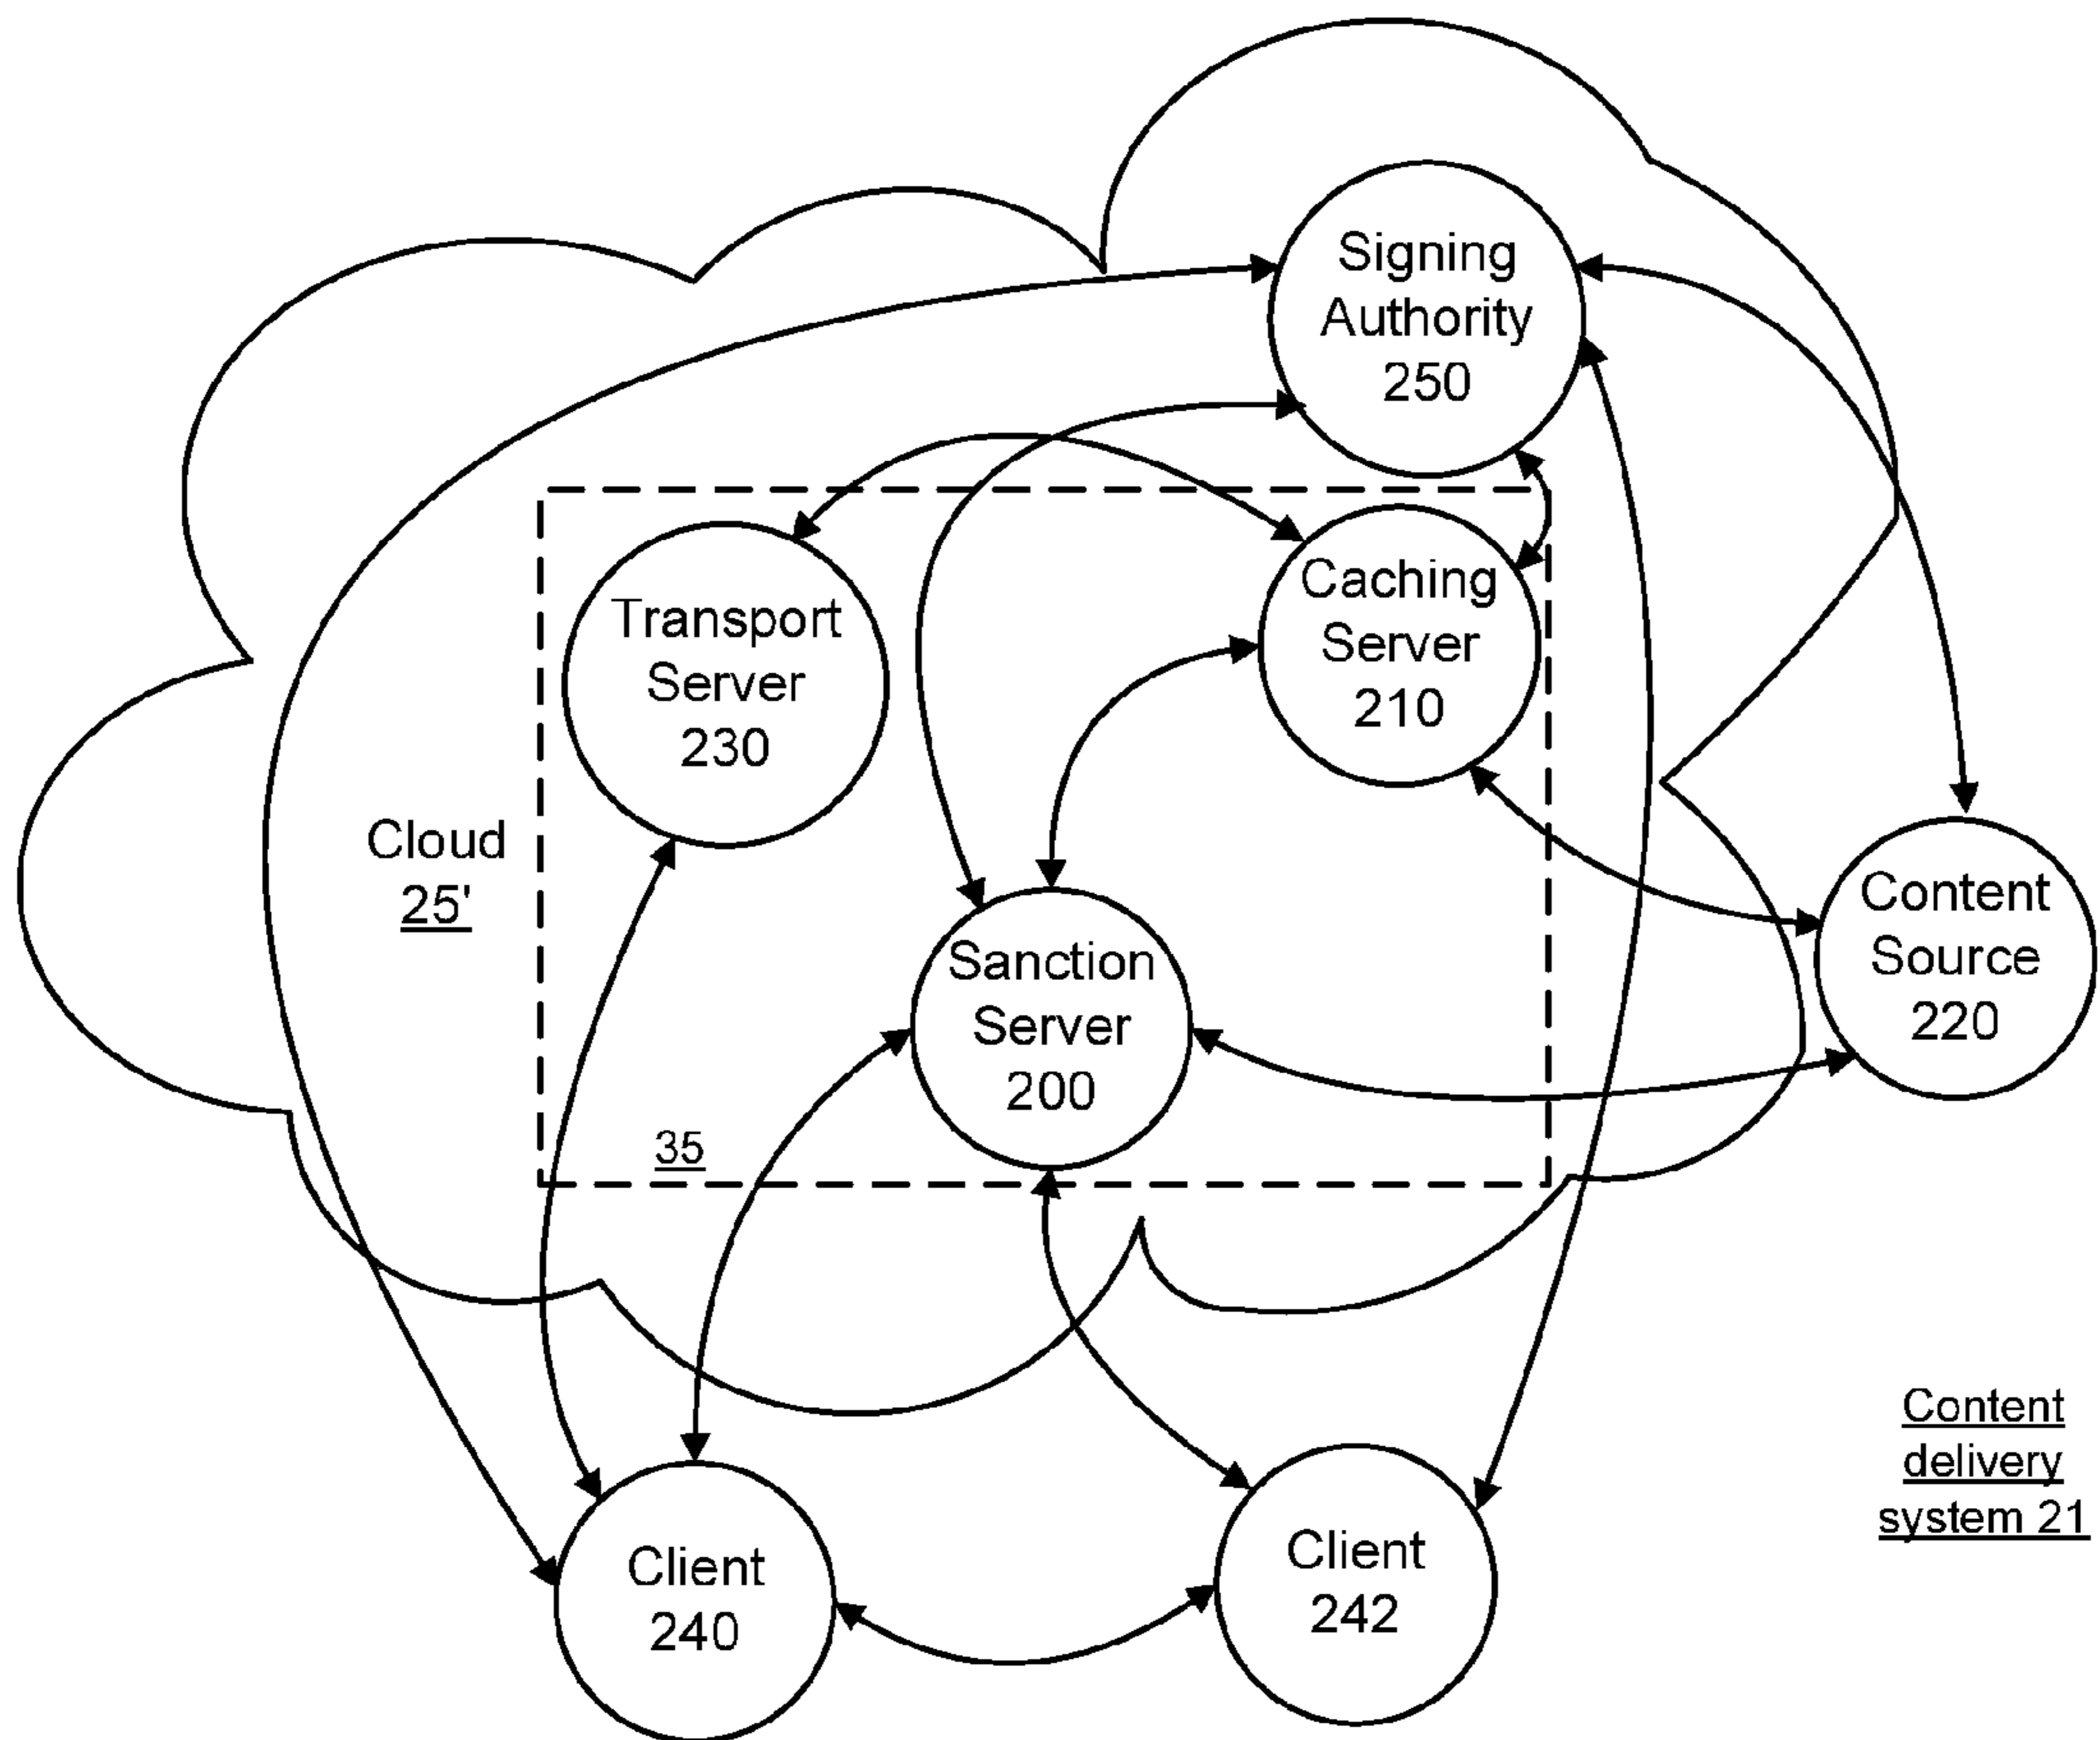 Signing
Authority
250
Caching
Server
210
Transport
Server
230
Cloud
25'
Content
Source
220
Sanction
Server
200
35
Content
delivery
system 21
Client
240
Client
242